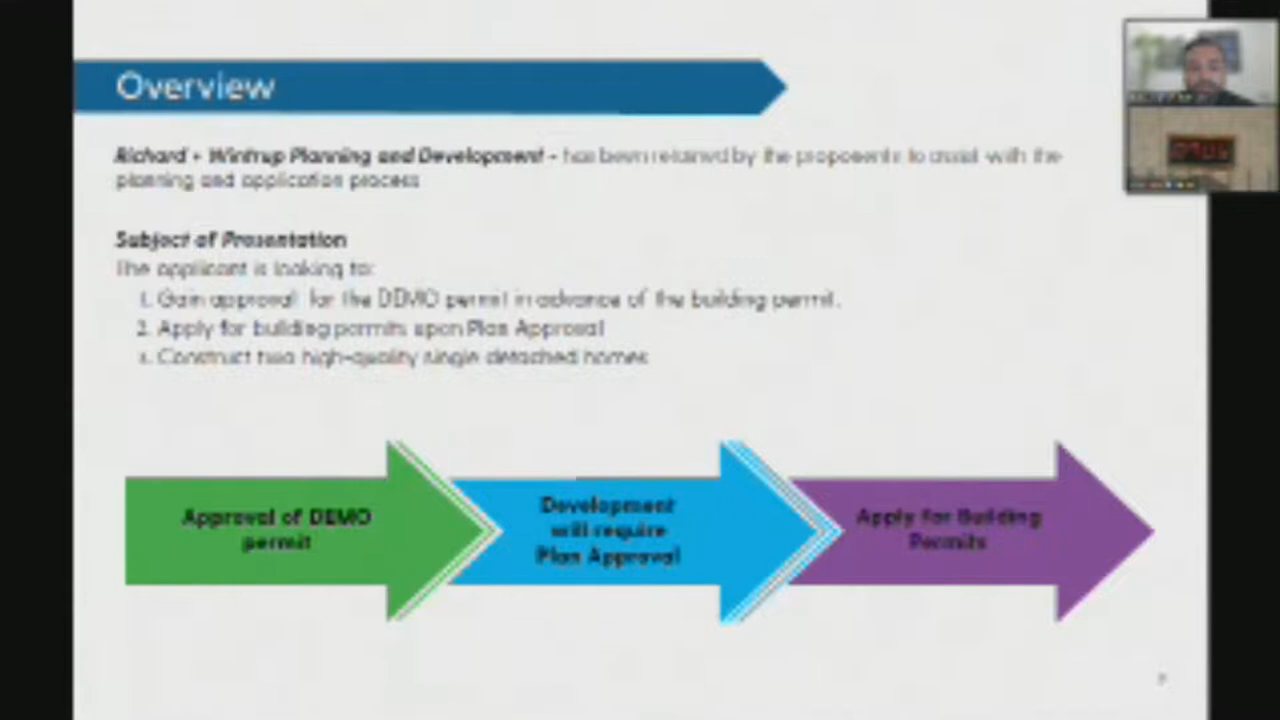 Overview
Richard + Wintrup Planning and Development - has been retained by the proponents to assist with the
planning and application process
Subject of Presentation
The applicant is looking to:
1. Gain approval for the DEMO permit in advance of the building permit.
2. Apply for building permits upon Plan Approval
3. Construct two high-quality single detached homes
Approval of DEMO
permit
Development
will require
Plan Approval
Apply for Building
Permits